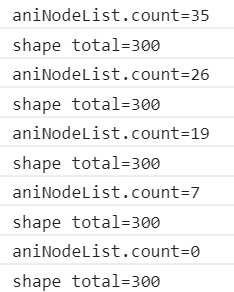 aniNodeList.count=35
shape total=300
aniNodeList.count=26
shape total=300
aniNodeList.count=19
shape total=300
aniNodeList.count=7
shape total=300
aniNodeList.count=0
shape total=300